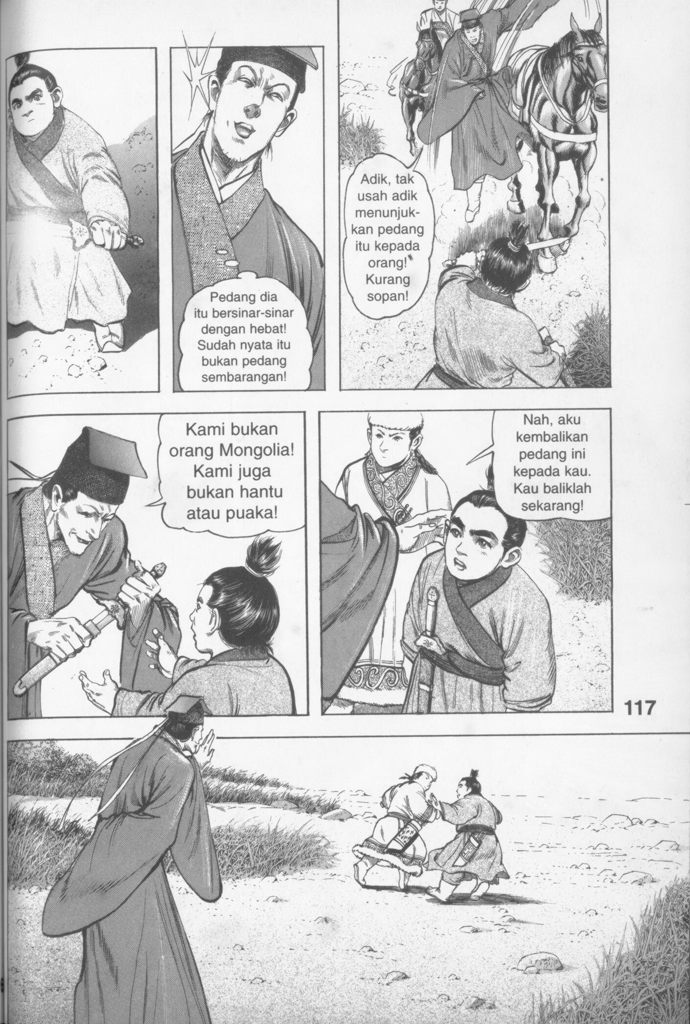 Pedang dia
itu bersinar-sinar
dengan hebat!
Sudah nyata itu
bukan pedang
sembarangan!
Adik, tak
usah adik
menunjuk-
kan pedang
itu kepada
orang!
Kurang
sopan!
Kami bukan
orang Mongolia!
Kami juga
bukan hantu
atau puaka!
Nah, aku
kembalikan
pedang ini
kepada kau.
Kau baliklah
sekarang!
117